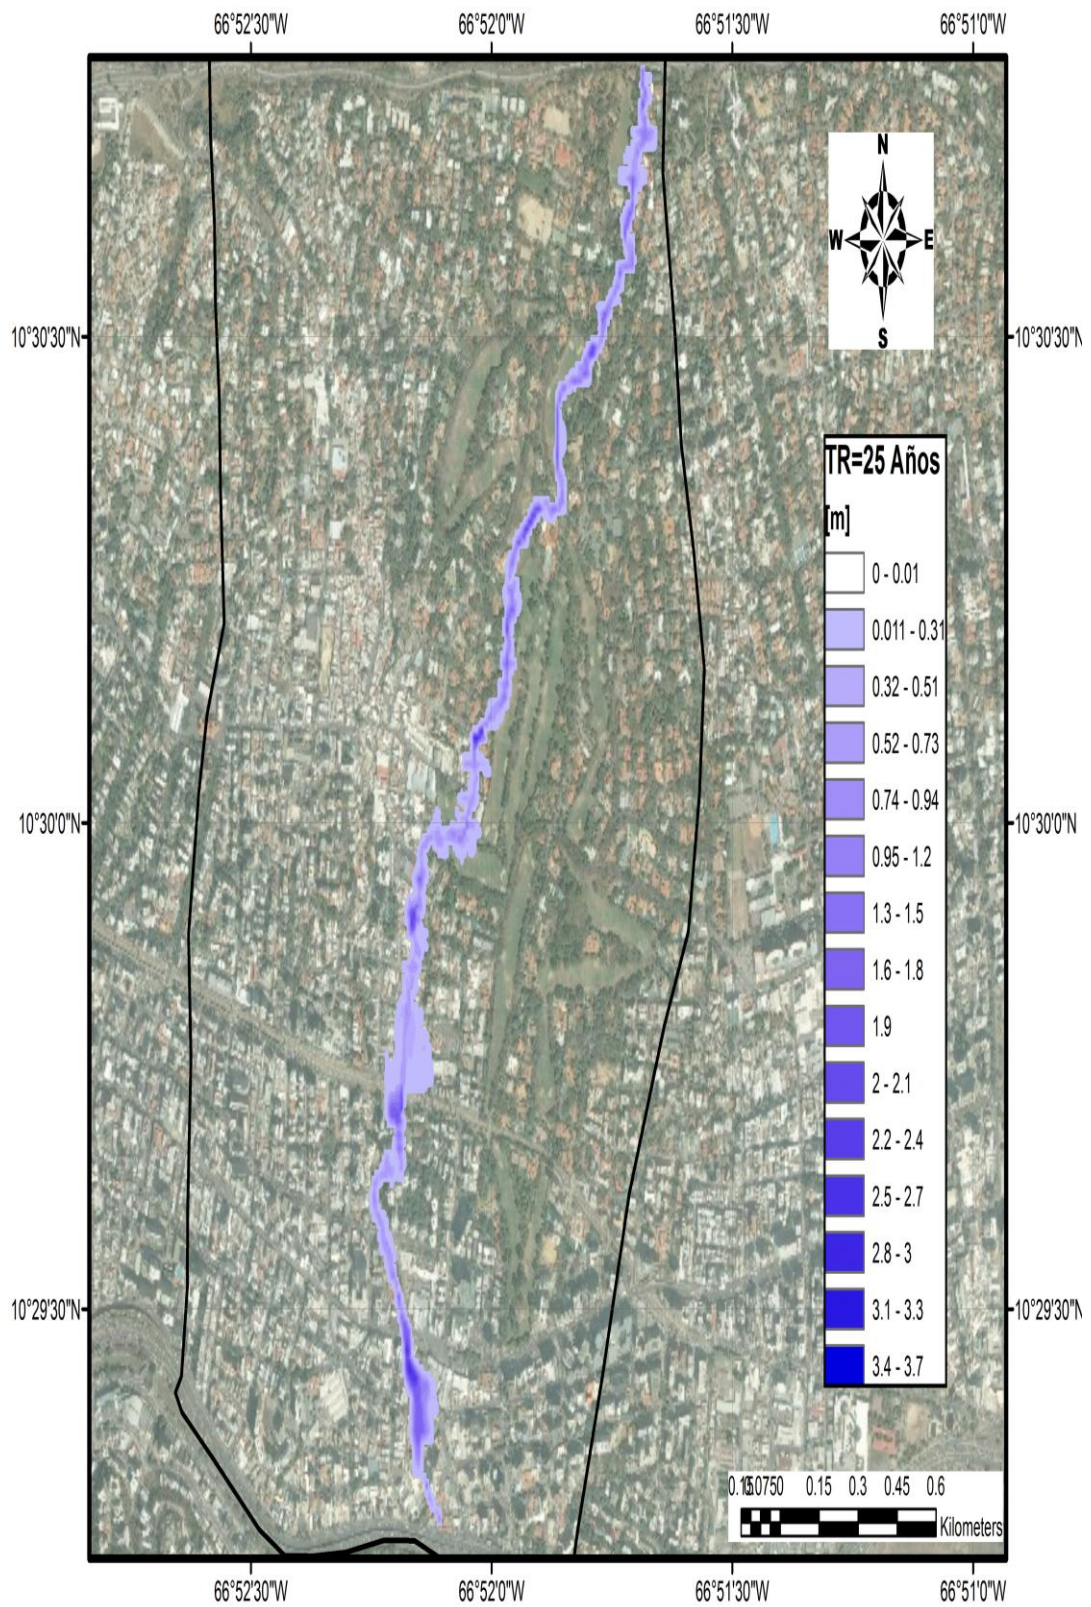 66°52'30"W 66°52'0"W 66°51'30"W 66°51'0"W
N
W E
S
10°30'30"N 10°30'30"N
TR=25 Años
[m]
0 - 0.01
0.011 - 0.31
0.32 - 0.51
0.52 - 0.73
0.74 - 0.94
10°30'0"N 10°30'0"N
0.95 - 1.2
1.3 - 1.5
1.6 - 1.8
1.9
2 - 2.1
2.2 - 2.4
2.5 - 2.7
2.8 - 3
10°29'30"N 10°29'30"N
3.1 - 3.3
3.4 - 3.7
0.15 0.075 0 0.15 0.3 0.45 0.6
Kilometers
66°52'30"W 66°52'0"W 66°51'30"W 66°51'0"W